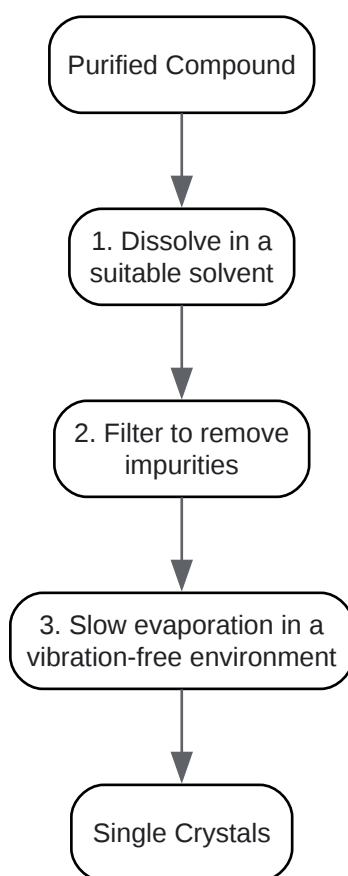 Purified Compound
1. Dissolve in a
suitable solvent
2. Filter to remove
impurities
3. Slow evaporation in a
vibration-free environment
Single Crystals